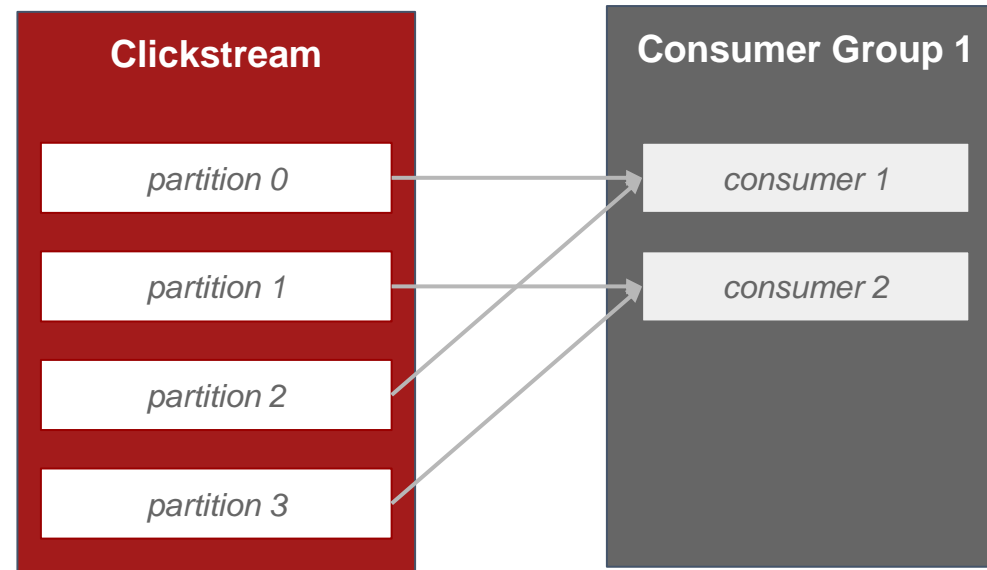 Clickstream
partition 0
partition 1
partition 2
partition 3
Consumer Group 1
consumer 1
consumer 2